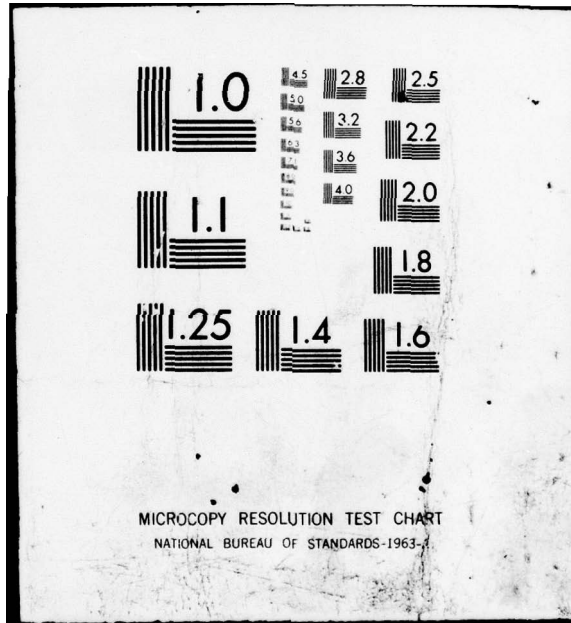 1.0
4.5 2.8 2.5
5.0
5.6 3.2 2.2
6.3
7.1 3.6
4.0 2.0
1.1
1.8
1.25 1.4 1.6
MICROCOPY RESOLUTION TEST CHART
NATIONAL BUREAU OF STANDARDS-1963-